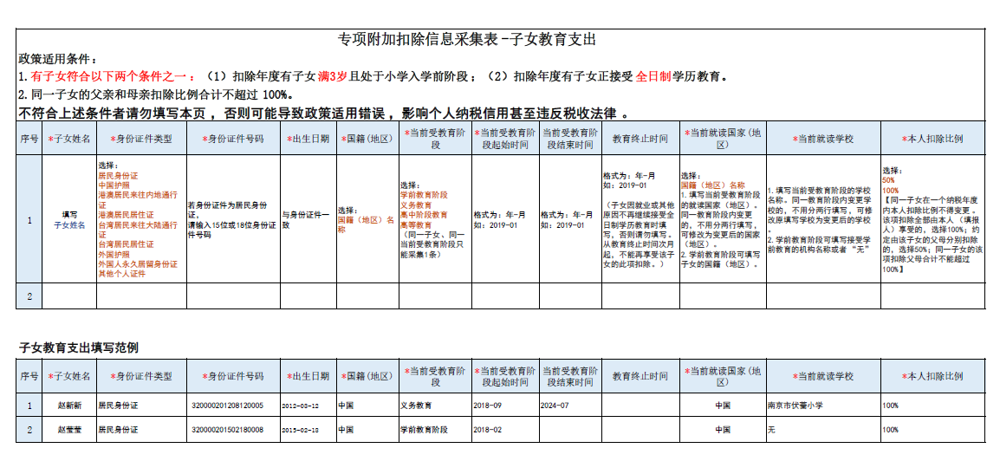 专项附加扣除信息采集表-子女教育支出
政策适用条件：
1.有子女符合以下两个条件之一：（1）扣除年度有子女满3岁且处于小学入学前阶段；（2）扣除年度有子女正接受全日制学历教育。
2.同一子女的父亲和母亲扣除比例合计不超过100%。
不符合上述条件者请勿填写本页，否则可能导致政策适用错误，影响个人纳税信用甚至违反税收法律。
序号
*子女姓名
*身份证件类型
*身份证件号码
*出生日期
*国籍(地区)
*当前受教育阶
段
*当前受教育阶
段起始时间
当前受教育阶
段结束时间
教育终止时间
*当前就读国家(地
区）
*当前就读学校
*本人扣除比例
1
填写
子女姓名
选择：
居民身份证
中国护照
港澳居民来往内地通行
证
港澳居民居住证
台湾居民来往大陆通行
证
台湾居民居住证
外国护照
外国人永久居留身份证
其他个人证件
若身份证件为居民身份
证，
请输入15位或18位身份证
件号码
与身份证件一
致
选择：
国籍（地区）名
称
选择：
学前教育阶段
义务教育
高中阶段教育
高等教育
（同一子女、同一
当前受教育阶段只
能采集1条）
格式为：年-月
如：2019-01
格式为：年-月
如：2019-01
格式为：年-月
如：2019-01
（子女因就业或其他
原因不再继续接受全
日制学历教育时填
写，否则请勿填写。
从教育终止时间次月
起，不能再享受该子
女的此项扣除。）
选择：
国籍（地区）名称
1.填写当前受教育阶段
的就读国家（地区）。
同一教育阶段内变更
的，不用分两行填写，
可修改为变更后的国家
（地区）。
2.学前教育阶段可填写
子女的国籍（地区）。
1.填写当前受教育阶段的学校
名称。同一教育阶段内变更学
校的，不用分两行填写，可修
改原填写学校为变更后的学校
。
2.学前教育阶段可填写接受学
前教育的机构名称或者“无”
选择：
50%
100%
【同一子女在一个纳税年度
内本人扣除比例不得变更。
该项扣除全部由本人（填报
人）享受的，选择100%；约
定由该子女的父母分别扣除
的，选择50%；同一子女的该
项扣除父母合计不能超过
100%】
2
子女教育支出填写范例
序号
*子女姓名
*身份证件类型
*身份证件号码
*出生日期
*国籍(地区)
*当前受教育阶
段
*当前受教育阶
段起始时间
当前受教育阶
段结束时间
教育终止时间
*当前就读国家(地
区）
*当前就读学校
*本人扣除比例
1 赵新新 居民身份证 320000201208120005 2012-08-12 中国 义务教育 2018-09 2024-07 中国 南京市伏蔷小学 100%
2 赵莹莹 居民身份证 320000201502180008 2015-02-18 中国 学前教育阶段 2018-02 中国 无 100%